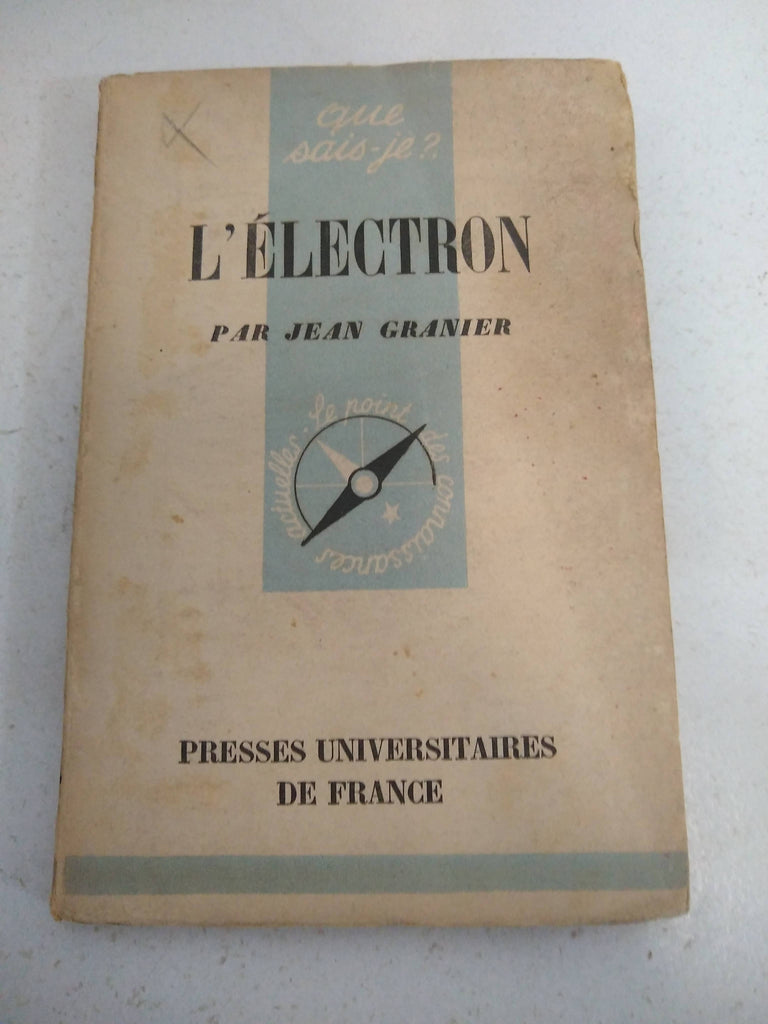 que
sais-je?
L'ÉLECTRON
PAR JEAN GRANIER
Le point des connaissances actuelles -
PRESSES UNIVERSITAIRES
DE FRANCE